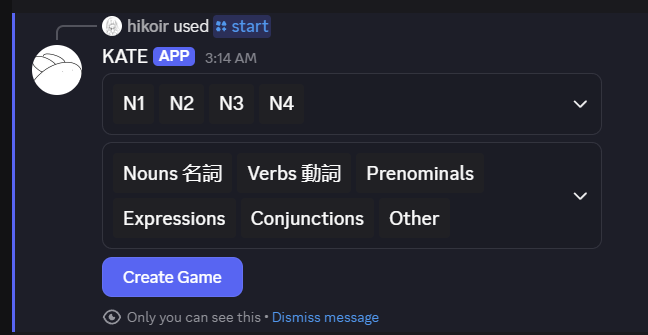 hikoir used start
KATE APP 3:14 AM
N1 N2 N3 N4
Nouns 名詞 Verbs 動詞 Prenominals
Expressions Conjunctions Other
Create Game
Only you can see this • Dismiss message